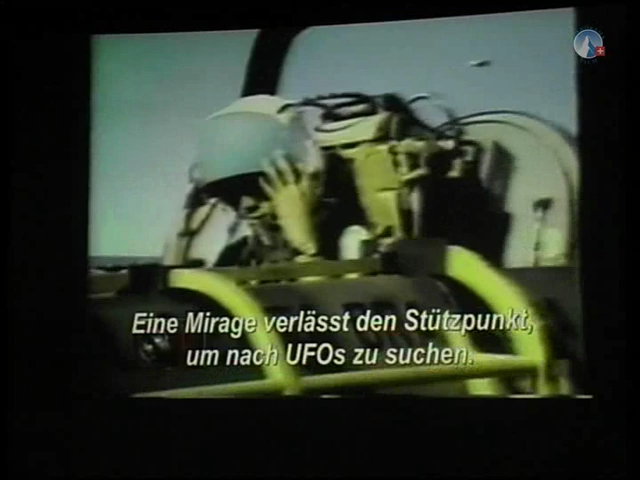 Eine Mirage verlässt den Stützpunkt,
um nach UFOs zu suchen.